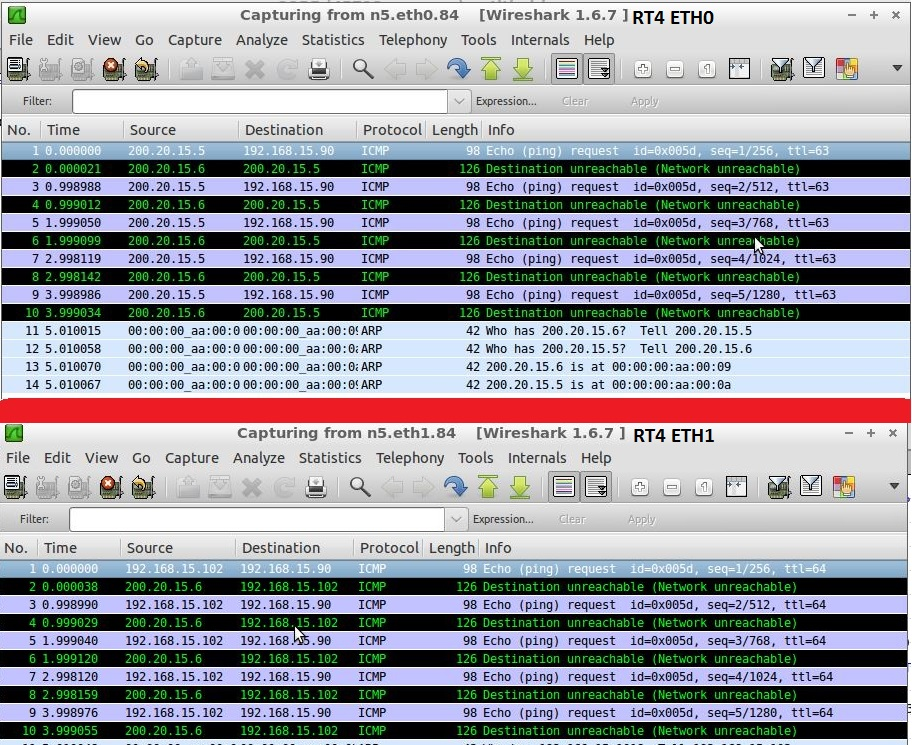 Capturing from n5.eth0.84 [Wireshark 1.6.7 ] RT4 ETH0
File Edit View Go Capture Analyze Statistics Telephony Tools Internals Help
Filter: Expression... Clear Apply
No. Time Source Destination Protocol Length Info
1 0.000000 200.20.15.5 192.168.15.90 ICMP 98 Echo (ping) request id=0x005d, seq=1/256, ttl=63
2 0.000021 200.20.15.6 200.20.15.5 ICMP 126 Destination unreachable (Network unreachable)
3 0.998988 200.20.15.5 192.168.15.90 ICMP 98 Echo (ping) request id=0x005d, seq=2/512, ttl=63
4 0.999012 200.20.15.6 200.20.15.5 ICMP 126 Destination unreachable (Network unreachable)
5 1.999050 200.20.15.5 192.168.15.90 ICMP 98 Echo (ping) request id=0x005d, seq=3/768, ttl=63
6 1.999099 200.20.15.6 200.20.15.5 ICMP 126 Destination unreachable (Network unreachable)
7 2.998119 200.20.15.5 192.168.15.90 ICMP 98 Echo (ping) request id=0x005d, seq=4/1024, ttl=63
8 2.998142 200.20.15.6 200.20.15.5 ICMP 126 Destination unreachable (Network unreachable)
9 3.998986 200.20.15.5 192.168.15.90 ICMP 98 Echo (ping) request id=0x005d, seq=5/1280, ttl=63
10 3.999034 200.20.15.6 200.20.15.5 ICMP 126 Destination unreachable (Network unreachable)
11 5.010015 00:00:00_aa:00:0 00:00:00_aa:00:09 ARP 42 Who has 200.20.15.6? Tell 200.20.15.5
12 5.010058 00:00:00_aa:00:0 00:00:00_aa:00:0a ARP 42 Who has 200.20.15.5? Tell 200.20.15.6
13 5.010070 00:00:00_aa:00:0 00:00:00_aa:00:0a ARP 42 200.20.15.6 is at 00:00:00:aa:00:09
14 5.010067 00:00:00_aa:00:0 00:00:00_aa:00:09 ARP 42 200.20.15.5 is at 00:00:00:aa:00:0a
Capturing from n5.eth1.84 [Wireshark 1.6.7 ] RT4 ETH1
File Edit View Go Capture Analyze Statistics Telephony Tools Internals Help
Filter: Expression... Clear Apply
No. Time Source Destination Protocol Length Info
1 0.000000 192.168.15.102 192.168.15.90 ICMP 98 Echo (ping) request id=0x005d, seq=1/256, ttl=64
2 0.000038 200.20.15.6 192.168.15.102 ICMP 126 Destination unreachable (Network unreachable)
3 0.998990 192.168.15.102 192.168.15.90 ICMP 98 Echo (ping) request id=0x005d, seq=2/512, ttl=64
4 0.999029 200.20.15.6 192.168.15.102 ICMP 126 Destination unreachable (Network unreachable)
5 1.999040 192.168.15.102 192.168.15.90 ICMP 98 Echo (ping) request id=0x005d, seq=3/768, ttl=64
6 1.999120 200.20.15.6 192.168.15.102 ICMP 126 Destination unreachable (Network unreachable)
7 2.998120 192.168.15.102 192.168.15.90 ICMP 98 Echo (ping) request id=0x005d, seq=4/1024, ttl=64
8 2.998159 200.20.15.6 192.168.15.102 ICMP 126 Destination unreachable (Network unreachable)
9 3.998976 192.168.15.102 192.168.15.90 ICMP 98 Echo (ping) request id=0x005d, seq=5/1280, ttl=64
10 3.999055 200.20.15.6 192.168.15.102 ICMP 126 Destination unreachable (Network unreachable)